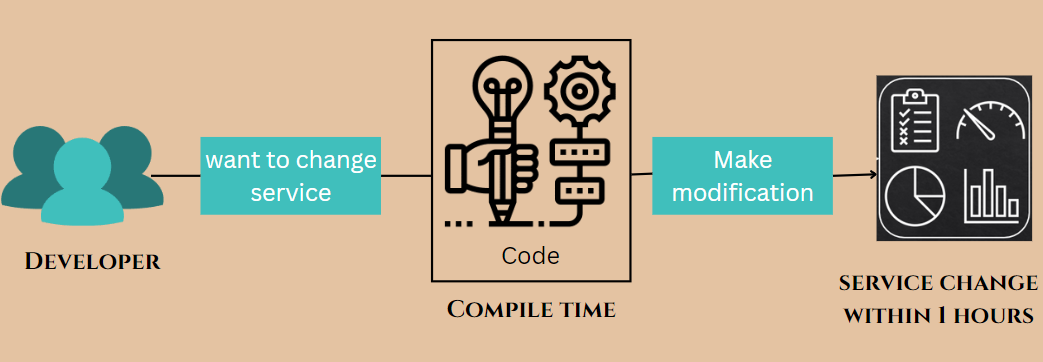 want to change
service
Make
modification
Code
DEVELOPER
COMPILE TIME
SERVICE CHANGE
WITHIN 1 HOURS